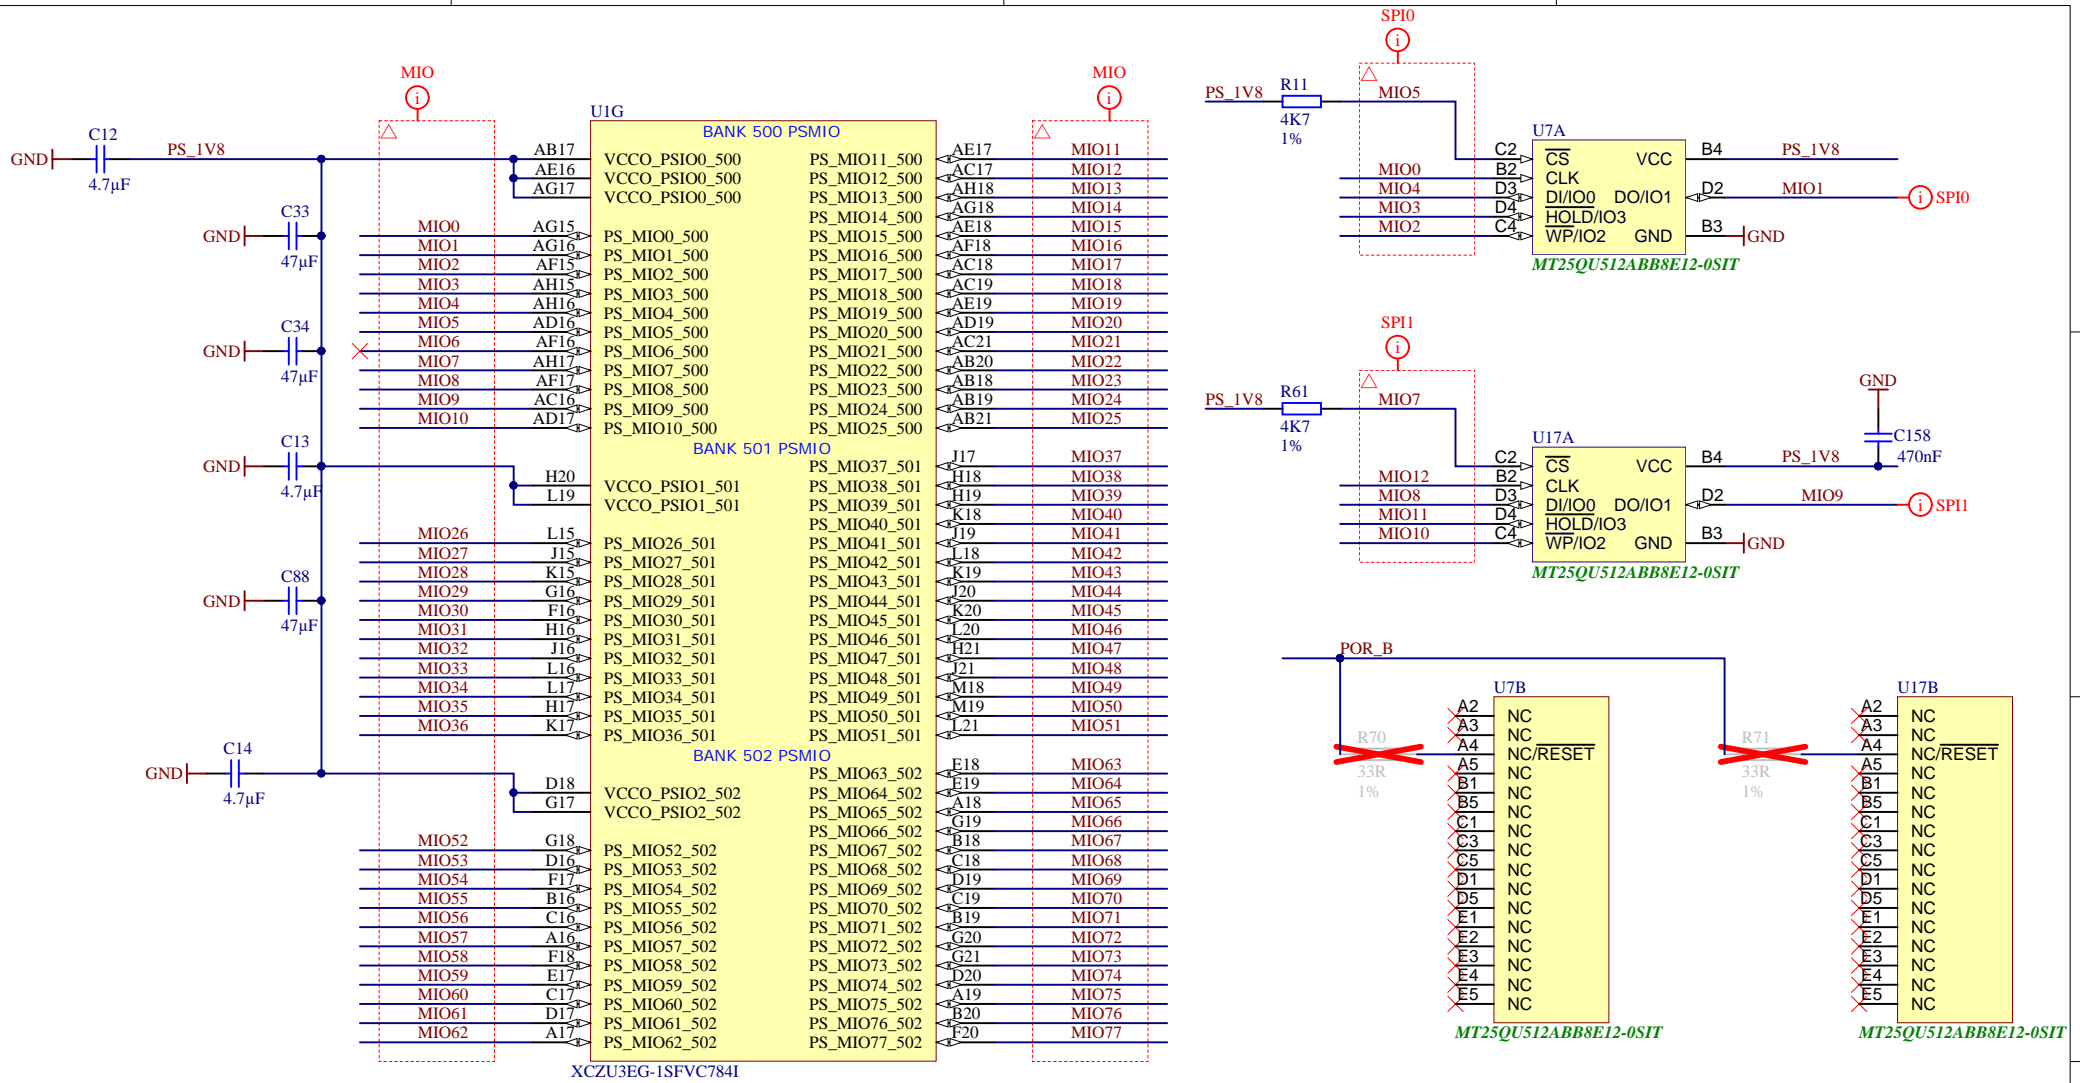 SPI0
MIO
MIO
C12
GND
4.7µF
PS_1V8
C33
GND
47µF
C34
GND
47µF
C13
GND
4.7µF
C88
GND
47µF
C14
GND
4.7µF
U1G
BANK 500 PSMIO
AB17 VCCO_PSIO0_500 PS_MIO11_500 AE17 MIO11
AE16 VCCO_PSIO0_500 PS_MIO12_500 AC17 MIO12
AG17 VCCO_PSIO0_500 PS_MIO13_500 AH18 MIO13
PS_MIO14_500 AG18 MIO14
MIO0 AG15 PS_MIO0_500 PS_MIO15_500 AE18 MIO15
MIO1 AG16 PS_MIO1_500 PS_MIO16_500 AF18 MIO16
MIO2 AF15 PS_MIO2_500 PS_MIO17_500 AC18 MIO17
MIO3 AH15 PS_MIO3_500 PS_MIO18_500 AC19 MIO18
MIO4 AH16 PS_MIO4_500 PS_MIO19_500 AE19 MIO19
MIO5 AD16 PS_MIO5_500 PS_MIO20_500 AD19 MIO20
MIO6 AF16 PS_MIO6_500 PS_MIO21_500 AC21 MIO21
MIO7 AH17 PS_MIO7_500 PS_MIO22_500 AB20 MIO22
MIO8 AF17 PS_MIO8_500 PS_MIO23_500 AB18 MIO23
MIO9 AC16 PS_MIO9_500 PS_MIO24_500 AB19 MIO24
MIO10 AD17 PS_MIO10_500 PS_MIO25_500 AB21 MIO25
BANK 501 PSMIO
PS_MIO37_501 J17 MIO37
H20 VCCO_PSIO1_501 PS_MIO38_501 H18 MIO38
L19 VCCO_PSIO1_501 PS_MIO39_501 H19 MIO39
PS_MIO40_501 K18 MIO40
MIO26 L15 PS_MIO26_501 PS_MIO41_501 J19 MIO41
MIO27 J15 PS_MIO27_501 PS_MIO42_501 L18 MIO42
MIO28 K15 PS_MIO28_501 PS_MIO43_501 K19 MIO43
MIO29 G16 PS_MIO29_501 PS_MIO44_501 J20 MIO44
MIO30 F16 PS_MIO30_501 PS_MIO45_501 K20 MIO45
MIO31 H16 PS_MIO31_501 PS_MIO46_501 L20 MIO46
MIO32 J16 PS_MIO32_501 PS_MIO47_501 H21 MIO47
MIO33 L16 PS_MIO33_501 PS_MIO48_501 J21 MIO48
MIO34 L17 PS_MIO34_501 PS_MIO49_501 M18 MIO49
MIO35 H17 PS_MIO35_501 PS_MIO50_501 M19 MIO50
MIO36 K17 PS_MIO36_501 PS_MIO51_501 L21 MIO51
BANK 502 PSMIO
PS_MIO63_502 E18 MIO63
D18 VCCO_PSIO2_502 PS_MIO64_502 E19 MIO64
G17 VCCO_PSIO2_502 PS_MIO65_502 A18 MIO65
PS_MIO66_502 G19 MIO66
MIO52 G18 PS_MIO52_502 PS_MIO67_502 B18 MIO67
MIO53 D16 PS_MIO53_502 PS_MIO68_502 C18 MIO68
MIO54 F17 PS_MIO54_502 PS_MIO69_502 D19 MIO69
MIO55 B16 PS_MIO55_502 PS_MIO70_502 C19 MIO70
MIO56 C16 PS_MIO56_502 PS_MIO71_502 B19 MIO71
MIO57 A16 PS_MIO57_502 PS_MIO72_502 G20 MIO72
MIO58 F18 PS_MIO58_502 PS_MIO73_502 G21 MIO73
MIO59 E17 PS_MIO59_502 PS_MIO74_502 D20 MIO74
MIO60 C17 PS_MIO60_502 PS_MIO75_502 A19 MIO75
MIO61 D17 PS_MIO61_502 PS_MIO76_502 B20 MIO76
MIO62 A17 PS_MIO62_502 PS_MIO77_502 F20 MIO77
XCZU3EG-1SFVC784I
PS_1V8 R11 MIO5
4K7
1%
U7A
C2 CS VCC B4 PS_1V8
MIO0 B2 CLK
MIO4 D3 DI/IO0 DO/IO1 D2 MIO1 SPI0
MIO3 D4 HOLD/IO3
MIO2 C4 WP/IO2 GND B3 GND
MT25QU512ABB8E12-0SIT
SPI1
PS_1V8 R61 MIO7
4K7
1%
GND
C158
470nF
U17A
C2 CS VCC B4 PS_1V8
MIO12 B2 CLK
MIO8 D3 DI/IO0 DO/IO1 D2 MIO9 SPI1
MIO11 D4 HOLD/IO3
MIO10 C4 WP/IO2 GND B3 GND
MT25QU512ABB8E12-0SIT
POR_B
R70
33R
1%
U7B
A2 NC
A3 NC
A4 NC/RESET
A5 NC
B1 NC
B5 NC
C1 NC
C3 NC
C5 NC
D1 NC
D5 NC
E1 NC
E2 NC
E3 NC
E4 NC
E5 NC
MT25QU512ABB8E12-0SIT
R71
33R
1%
U17B
A2 NC
A3 NC
A4 NC/RESET
A5 NC
B1 NC
B5 NC
C1 NC
C3 NC
C5 NC
D1 NC
D5 NC
E1 NC
E2 NC
E3 NC
E4 NC
E5 NC
MT25QU512ABB8E12-0SIT